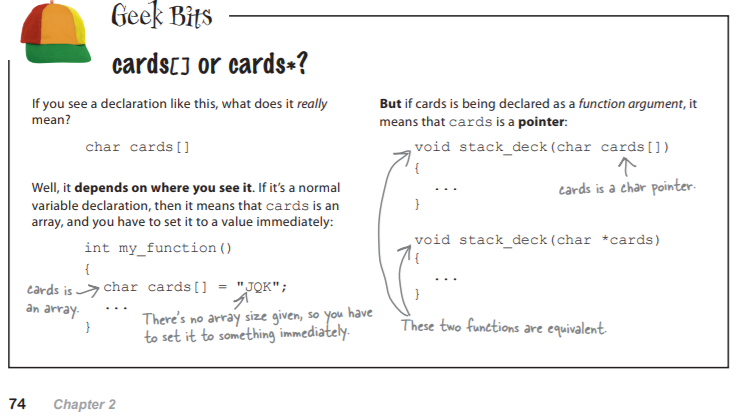 Geek Bits
cards[] or cards*?
If you see a declaration like this, what does it really
mean?
char cards[]
Well, it depends on where you see it. If it's a normal
variable declaration, then it means that cards is an
array, and you have to set it to a value immediately:
int my_function()
{
cards is
an array.
char cards[] = "JQK";
...
There's no array size given, so you have
to set it to something immediately.
}
But if cards is being declared as a function argument, it
means that cards is a pointer:
void stack_deck(char cards[])
{
...
cards is a char pointer.
}
void stack_deck(char *cards)
{
...
}
These two functions are equivalent.
74 Chapter 2